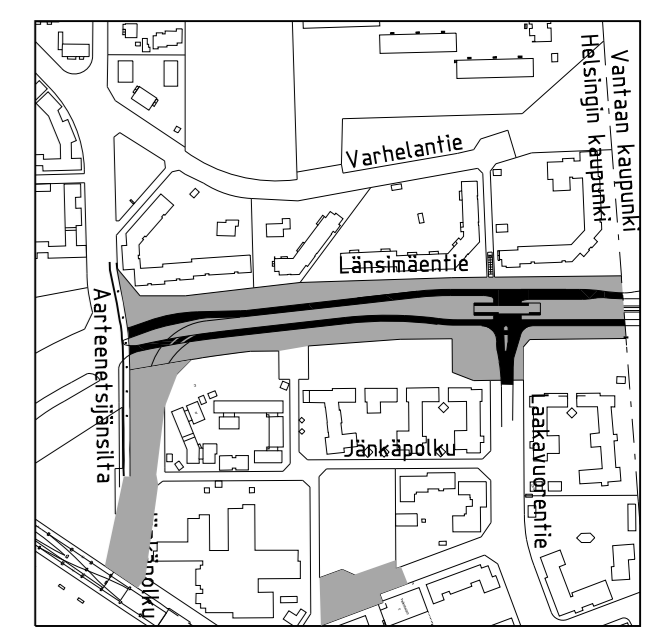 Vantaan kaupunki
Helsingin kaupunki
Varhelantie
Länsimäentie
Aarteenetsijänsilta
Jänkäpolku
Laakavuorentie